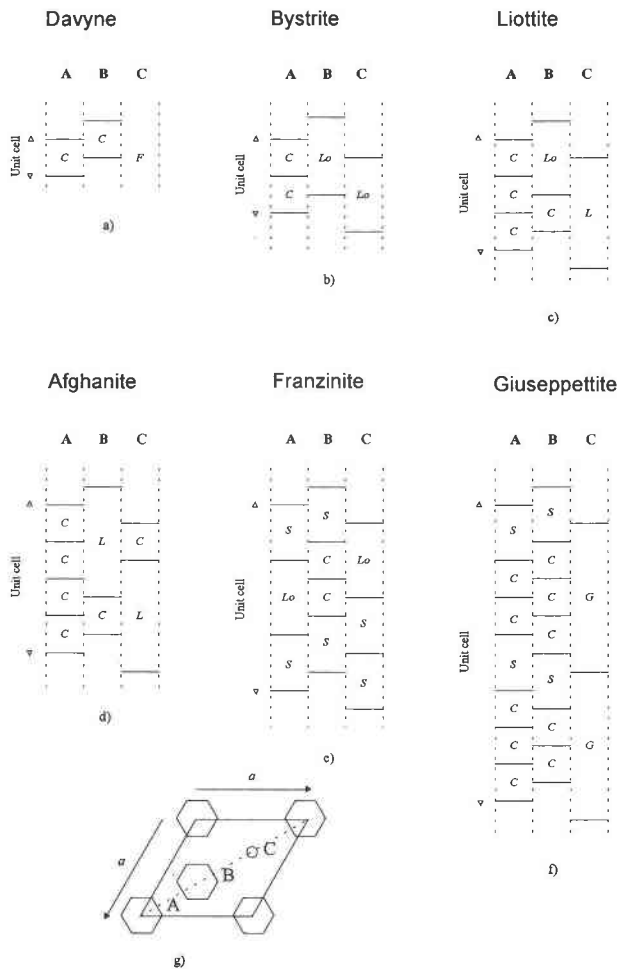 Davyne
A B C
Unit cell
C
C F
a)
Bystrite
A B C
Unit cell
C Lo
C Lo
b)
Liottite
A B C
Unit cell
C Lo
C
C L
C
c)
Afghanite
A B C
Unit cell
C
L C
C
C
C L
C
d)
Franzinite
A B C
Unit cell
S
S
C Lo
Lo C
S
S
S
S
e)
Giuseppettite
A B C
Unit cell
S
S
C
C
C G
C
C
C
S
S
C
C
C G
C
C
f)
a
a
A B C
g)